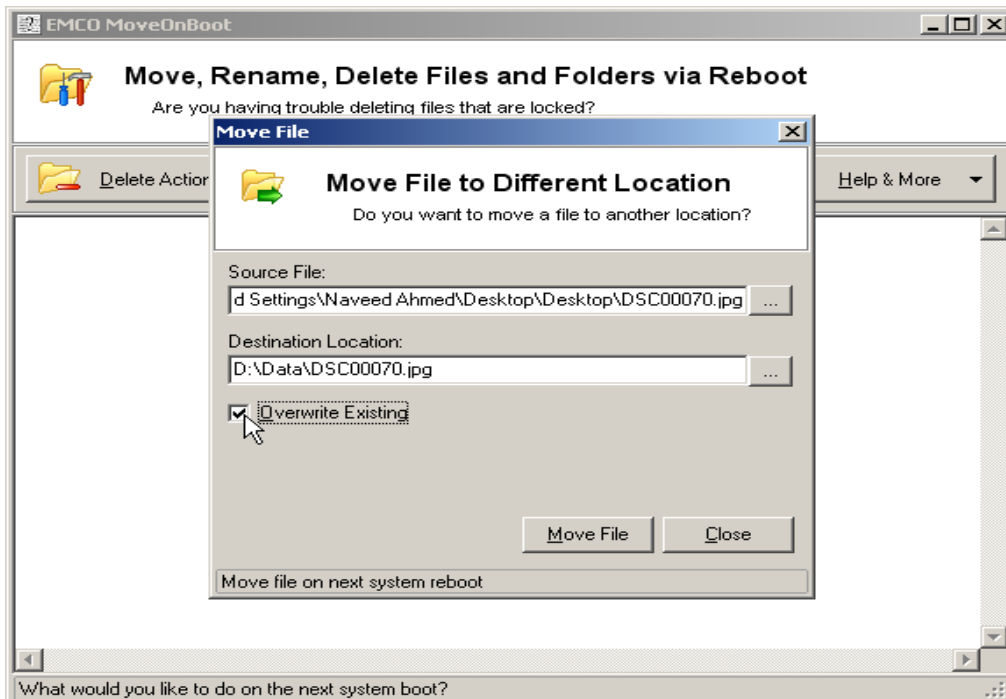 EMCO MoveOnBoot
Move, Rename, Delete Files and Folders via Reboot
Are you having trouble deleting files that are locked?
Delete Action
Help & More
Move File
Move File to Different Location
Do you want to move a file to another location?
Source File:
d Settings\Naveed Ahmed\Desktop\Desktop\DSC00070.jpg
...
Destination Location:
D:\Data\DSC00070.jpg
...
Overwrite Existing
Move File
Close
Move file on next system reboot
What would you like to do on the next system boot?